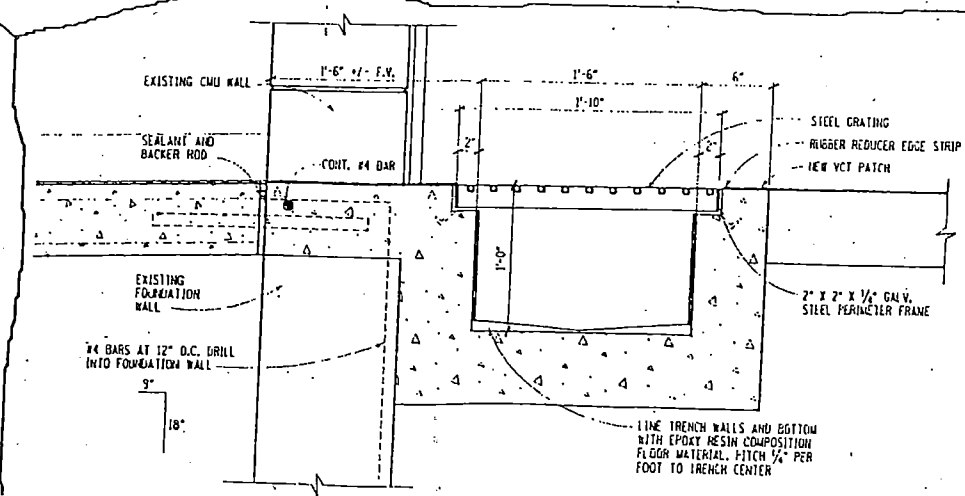 EXISTING CMU WALL
1'-6" +/- F.V.
1'-6"
6"
1'-10"
2"
2"
STEEL GRATING
RUBBER REDUCER EDGE STRIP
NEW VCT PATCH
SEALANT AND
BACKER ROD
CONT. #4 BAR
1'-0"
EXISTING
FOUNDATION
WALL
2" X 2" X 1/4" GALV.
STEEL PERIMETER FRAME
#4 BARS AT 12" O.C. DRILL
INTO FOUNDATION WALL
9"
18"
LINE TRENCH WALLS AND BOTTOM
WITH EPOXY RESIN COMPOSITION
FLOOR MATERIAL. PITCH 1/4" PER
FOOT TO TRENCH CENTER